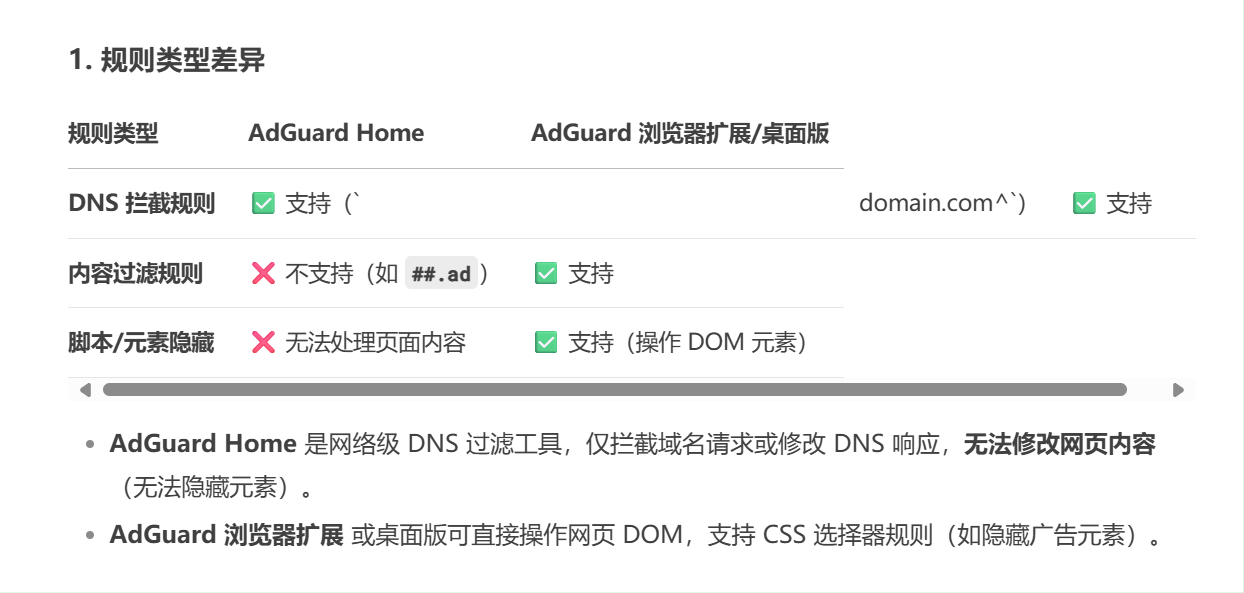 1. 规则类型差异
规则类型 AdGuard Home AdGuard 浏览器扩展/桌面版
DNS 拦截规则 ✅ 支持（` domain.com^`) ✅ 支持
内容过滤规则 ❌ 不支持（如 ##.ad） ✅ 支持
脚本/元素隐藏 ❌ 无法处理页面内容 ✅ 支持（操作 DOM 元素）
• AdGuard Home 是网络级 DNS 过滤工具，仅拦截域名请求或修改 DNS 响应，无法修改网页内容
（无法隐藏元素）。
• AdGuard 浏览器扩展 或桌面版可直接操作网页 DOM，支持 CSS 选择器规则（如隐藏广告元素）。